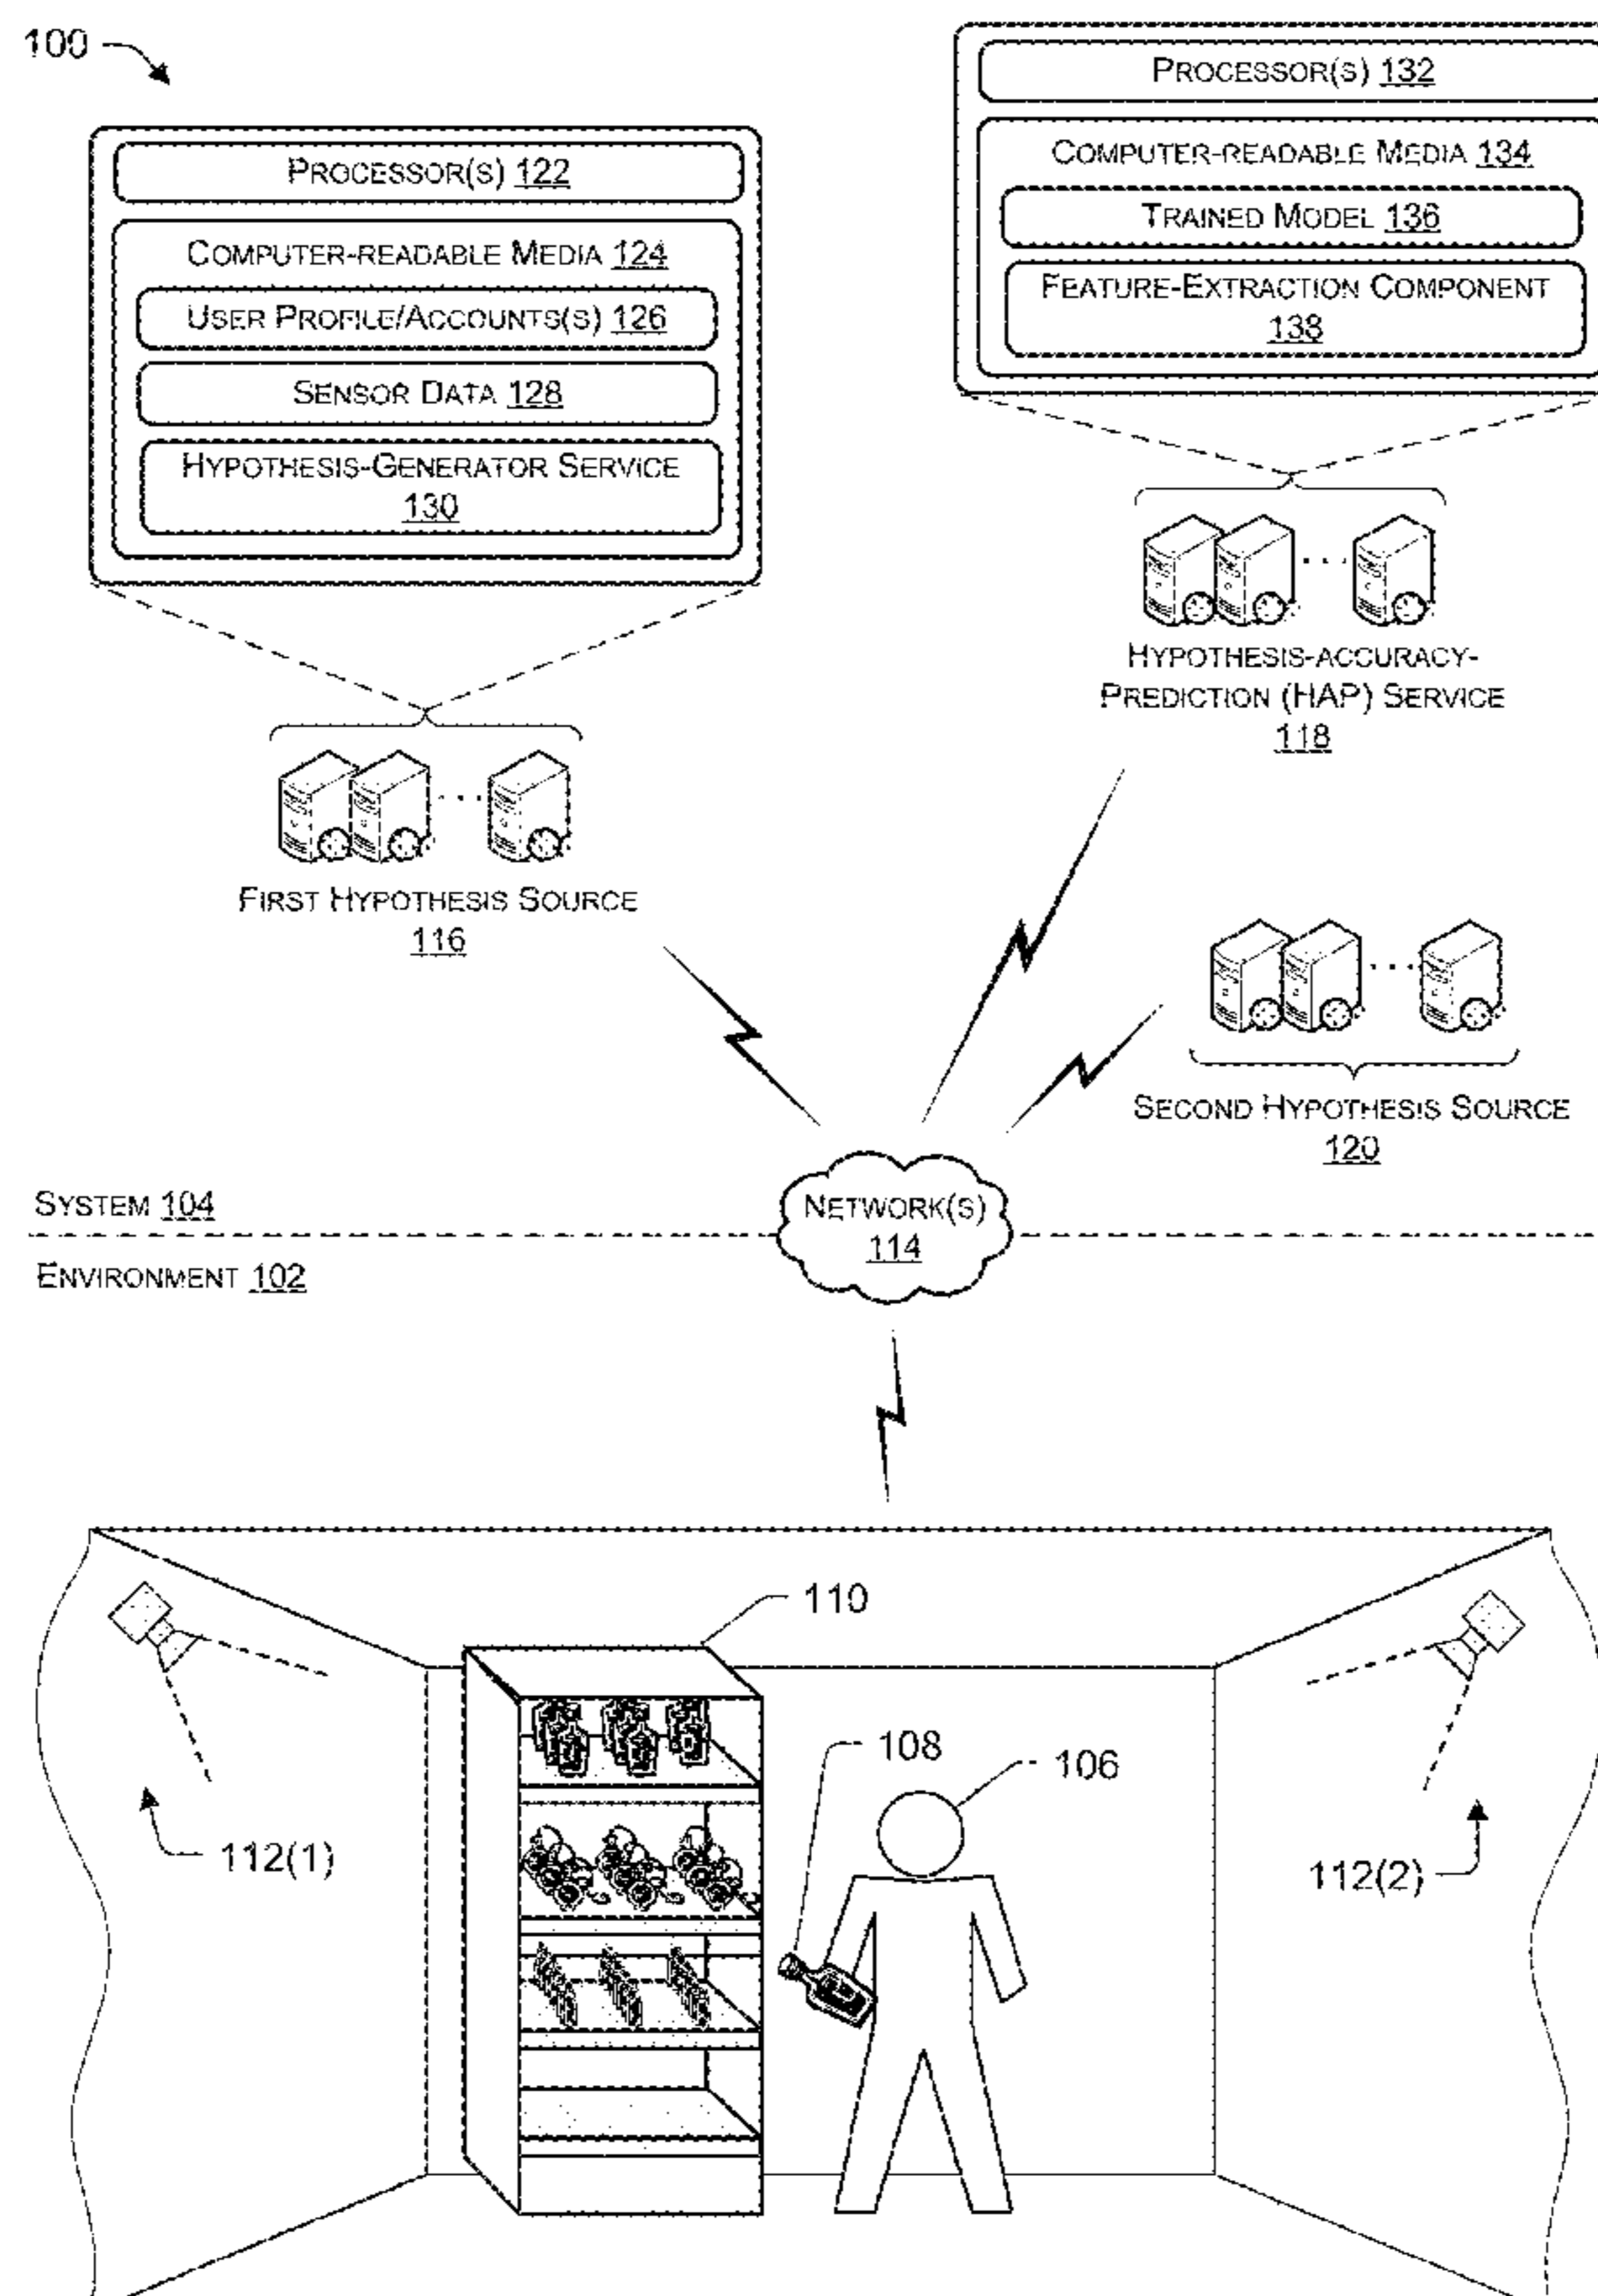 100
PROCESSOR(S) 132
COMPUTER-READABLE MEDIA 134
TRAINED MODEL 136
FEATURE-EXTRACTION COMPONENT
138
PROCESSOR(S) 122
COMPUTER-READABLE MEDIA 124
USER PROFILE/ACCOUNTS(S) 126
SENSOR DATA 128
HYPOTHESIS-GENERATOR SERVICE
130
HYPOTHESIS-ACCURACY-
PREDICTION (HAP) SERVICE
118
FIRST HYPOTHESIS SOURCE
116
SECOND HYPOTHESIS SOURCE
120
SYSTEM 104
NETWORK(S)
114
ENVIRONMENT 102
110
108
106
112(1)
112(2)